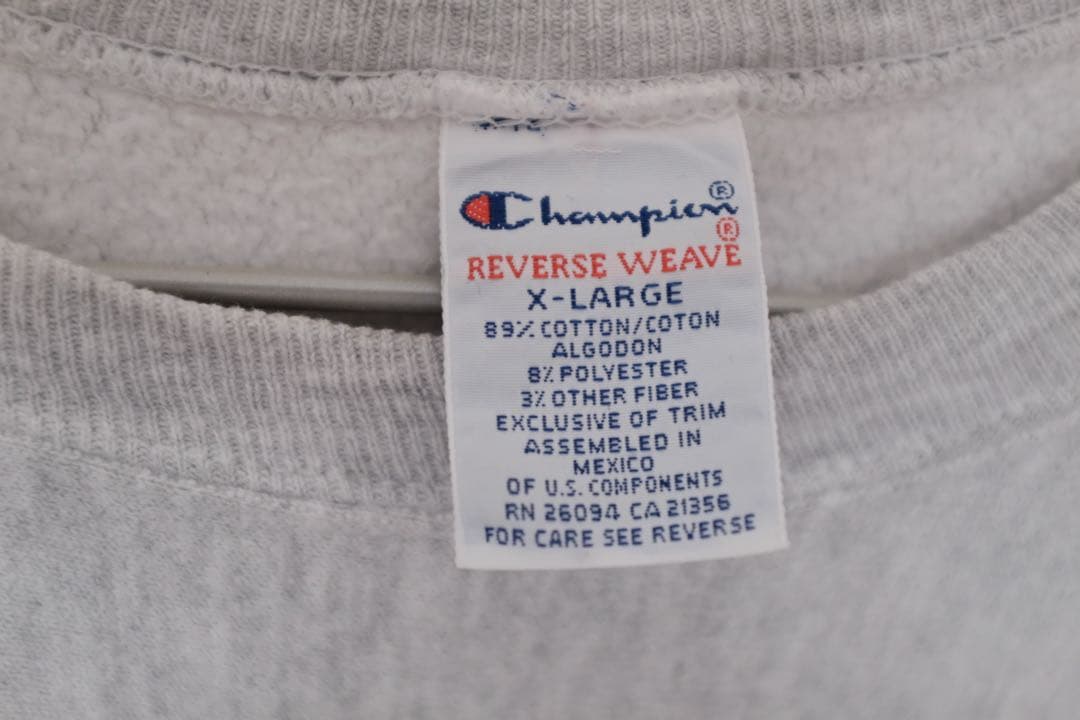 Champion®
REVERSE WEAVE®
X-LARGE
89% COTTON/COTON
ALGODON
8% POLYESTER
3% OTHER FIBER
EXCLUSIVE OF TRIM
ASSEMBLED IN
MEXICO
OF U.S. COMPONENTS
RN 26094 CA 21356
FOR CARE SEE REVERSE